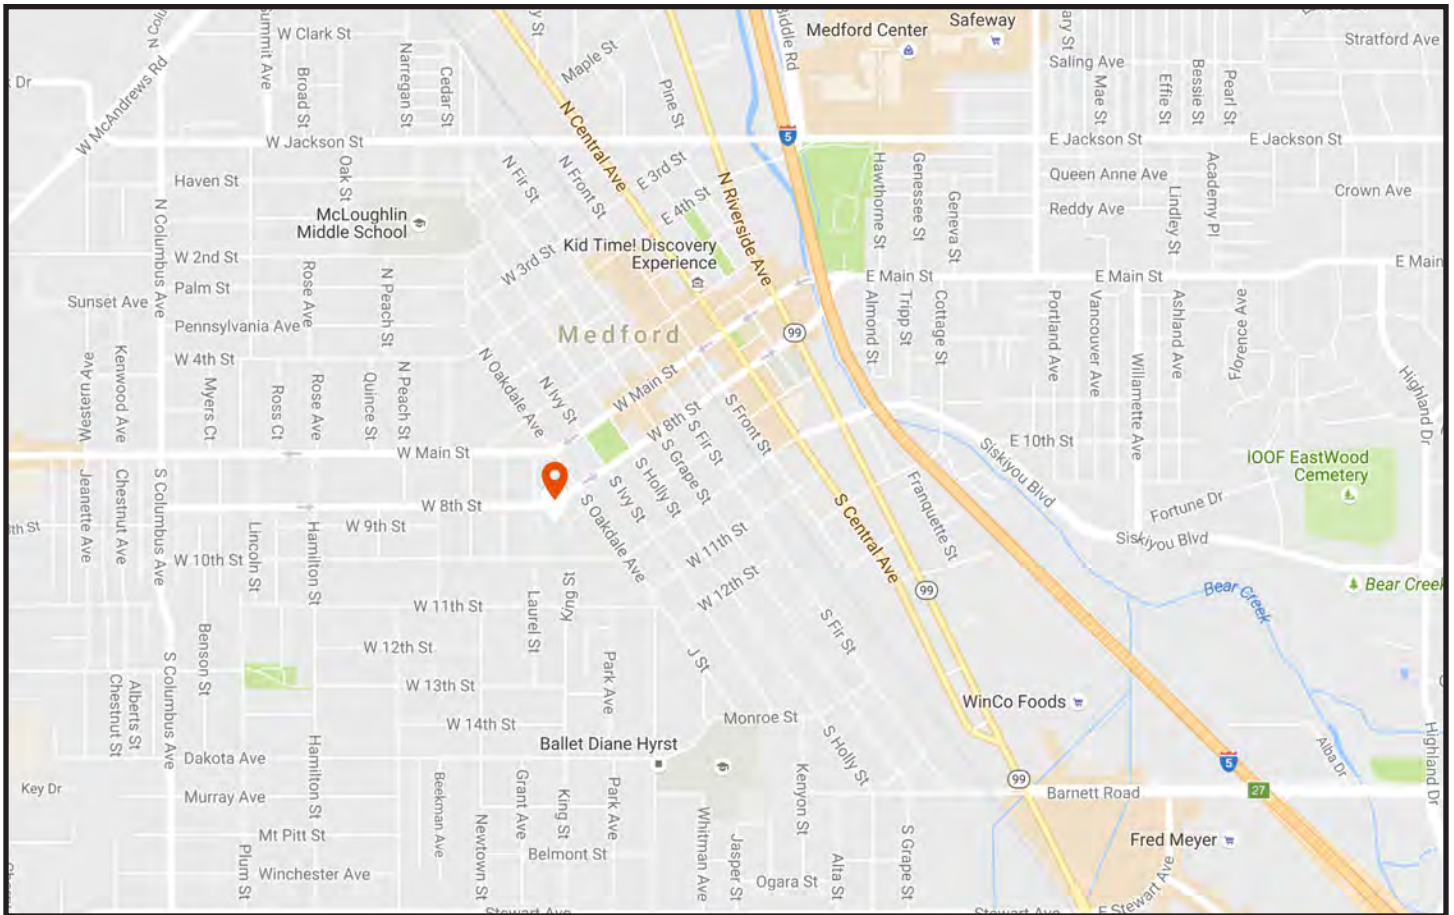 Summit Ave
W Clark St
Maple St
Biddle Rd
Medford Center
Safeway
Stratford Ave
Saling Ave
Dr
W McAndrews Rd
Broad St
Narregan St
Cedar St
Pine St
Mae St
Effie St
Bessie St
Pearl St
N Central Ave
5
W Jackson St
E Jackson St
E Jackson St
Haven St
Oak St
N Fir St
N Front St
E 3rd St
N Riverside Ave
Hawthorne St
Genessee St
Geneva St
Queen Anne Ave
Lindley St
Academy Pl
Crown Ave
Reddy Ave
N Columbus Ave
McLoughlin
Middle School
E 4th St
W 2nd St
W 3rd St
Kid Time! Discovery
Experience
E Main St
E Main St
E Main
Palm St
Rose Ave
N Peach St
Sunset Ave
Pennsylvania Ave
Medford
99
Almond St
Tripp St
Cottage St
Portland Ave
Vancouver Ave
Ashland Ave
Florence Ave
Willamette Ave
Highland Dr
W 4th St
Western Ave
Kenwood Ave
Myers Ct
Ross Ct
Rose Ave
Quince St
N Peach St
N Oakdale Ave
N Ivy St
W Main St
W 8th St
S Front St
W Main St
S Fir St
S Grape St
S Holly St
S Ivy St
S Oakdale Ave
E 10th St
Siskiyou Blvd
IOOF EastWood
Cemetery
Jeanette Ave
Chestnut Ave
S Columbus Ave
W 8th St
W 9th St
Fortune Dr
Siskiyou Blvd
S Central Ave
Franquette St
Lincoln St
Hamilton St
W 10th St
W 11th St
W 12th St
99
Bear Creek
Bear Creek
W 11th St
Laurel St
King St
S Fir St
Benson St
W 12th St
Park Ave
J St
W 13th St
Alberts St
Chestnut St
S Columbus Ave
W 14th St
Monroe St
WinCo Foods
Ballet Diane Hyrst
S Holly St
Dakota Ave
Hamilton St
5
Alba Dr
Highland Dr
Key Dr
Murray Ave
Beekman Ave
Grant Ave
King St
Park Ave
Kenyon St
99
Barnett Road
27
Mt Pitt St
Newtown St
Whitman Ave
Jasper St
S Grape St
Fred Meyer
Belmont St
Plum St
Winchester Ave
Ogara St
Alta St
Stewart Ave
Stewart Ave
E Stewart Ave